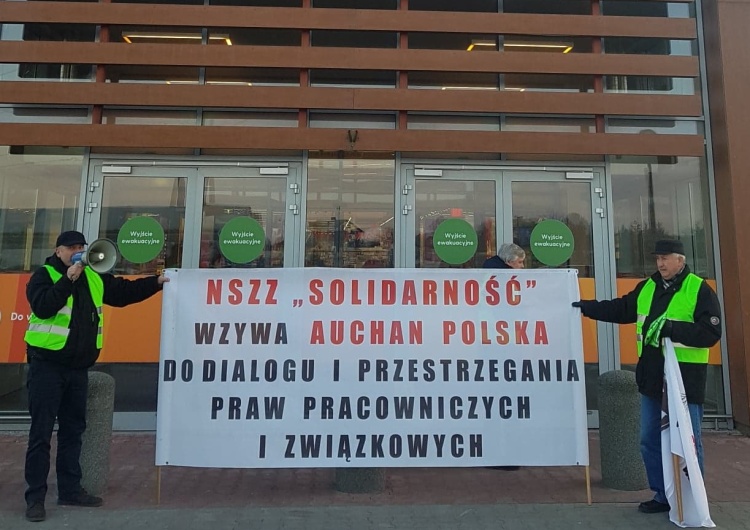 Wyjście
ewakuacyjne
Wyjście
ewakuacyjne
Wyjście
ewakuacyjne
Wyjście
ewakuacyjne
NSZZ „SOLIDARNOŚĆ”
WZYWA AUCHAN POLSKA
DO DIALOGU I PRZESTRZEGANIA
PRAW PRACOWNICZYCH
I ZWIĄZKOWYCH